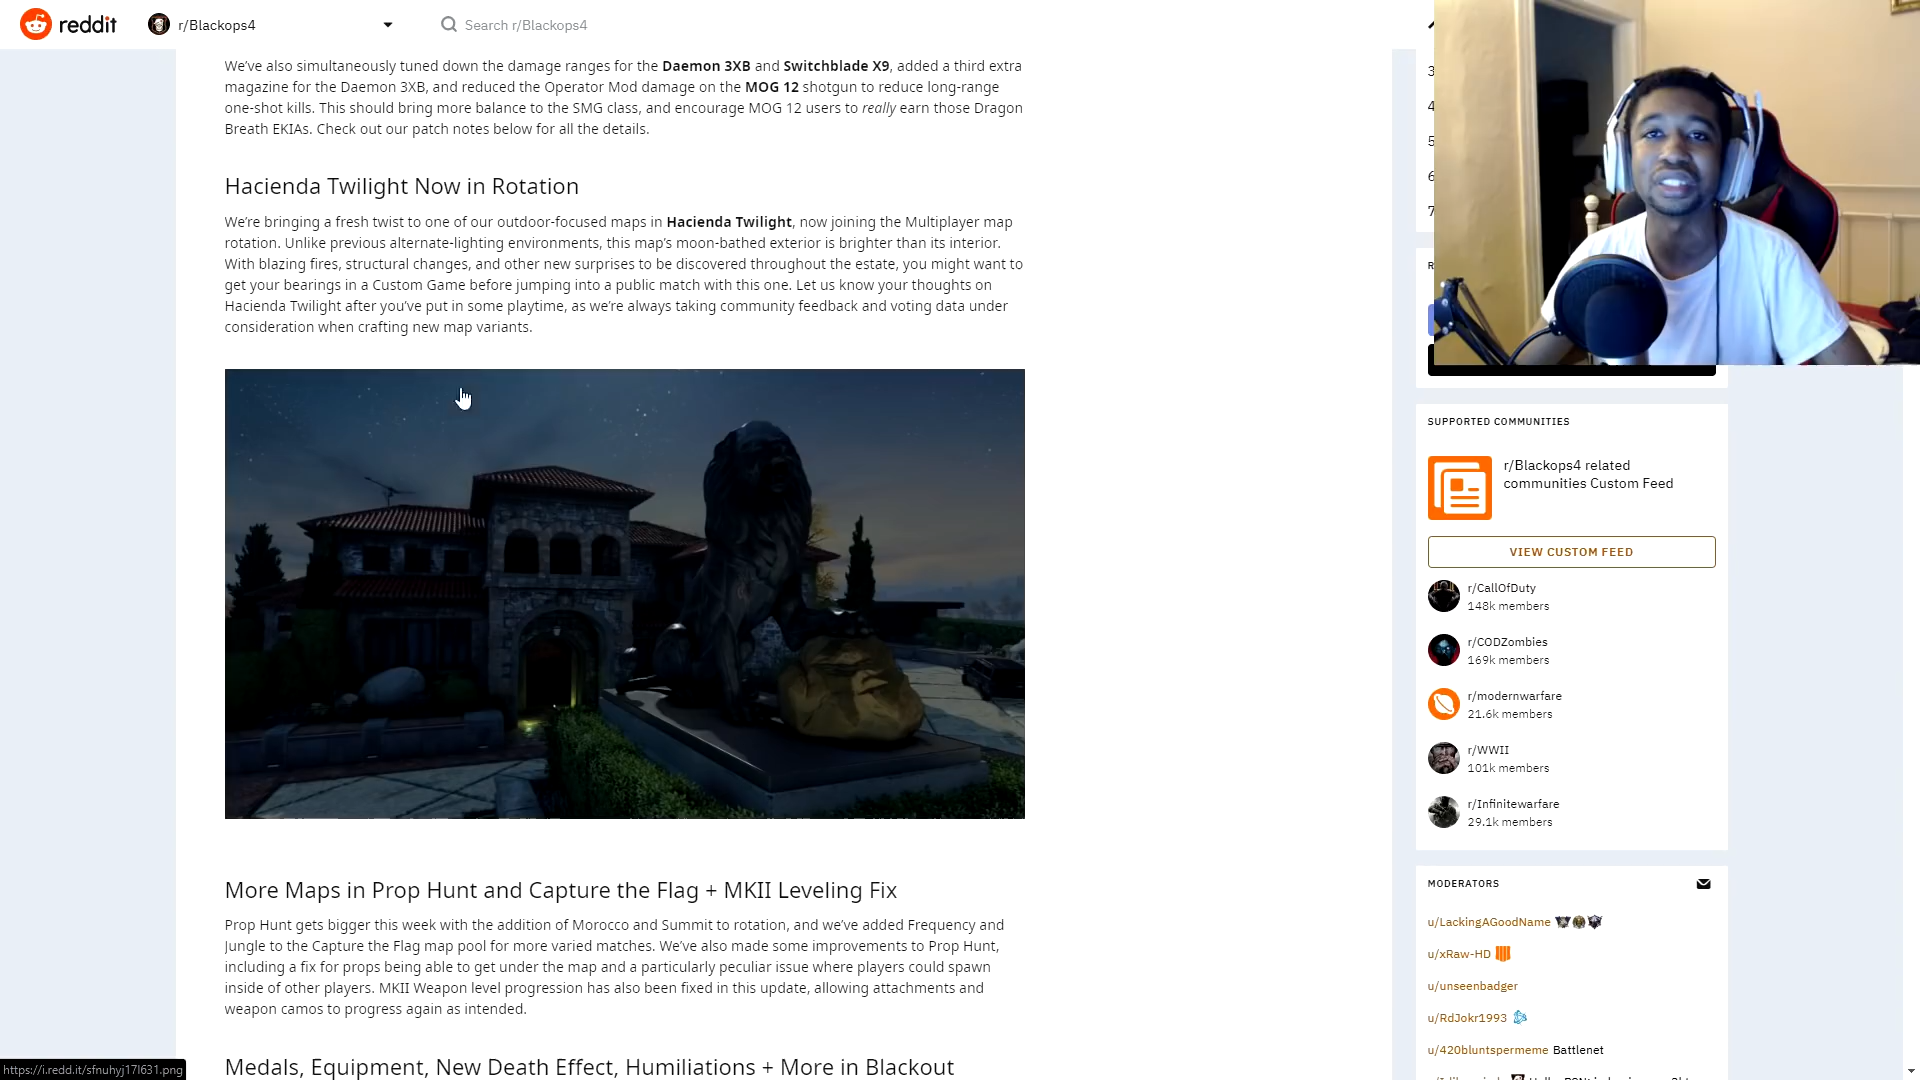 reddit
r/Blackops4
Search r/Blackops4
We've also simultaneously tuned down the damage ranges for the Daemon 3XB and Switchblade X9, added a third extra
magazine for the Daemon 3XB, and reduced the Operator Mod damage on the MOG 12 shotgun to reduce long-range
one-shot kills. This should bring more balance to the SMG class, and encourage MOG 12 users to really earn those Dragon
Breath EKIAs. Check out our patch notes below for all the details.
Hacienda Twilight Now in Rotation
We're bringing a fresh twist to one of our outdoor-focused maps in Hacienda Twilight, now joining the Multiplayer map
rotation. Unlike previous alternate-lighting environments, this map's moon-bathed exterior is brighter than its interior.
With blazing fires, structural changes, and other new surprises to be discovered throughout the estate, you might want to
get your bearings in a Custom Game before jumping into a public match with this one. Let us know your thoughts on
Hacienda Twilight after you've put in some playtime, as we're always taking community feedback and voting data under
consideration when crafting new map variants.
More Maps in Prop Hunt and Capture the Flag + MKII Leveling Fix
Prop Hunt gets bigger this week with the addition of Morocco and Summit to rotation, and we've added Frequency and
Jungle to the Capture the Flag map pool for more varied matches. We've also made some improvements to Prop Hunt,
including a fix for props being able to get under the map and a particularly peculiar issue where players could spawn
inside of other players. MKII Weapon level progression has also been fixed in this update, allowing attachments and
weapon camos to progress again as intended.
Medals, Equipment, New Death Effect, Humiliations + More in Blackout
https://i.redd.it/sfnuhyj17l631.png
3
4
5
6
7
R
SUPPORTED COMMUNITIES
r/Blackops4 related
communities Custom Feed
VIEW CUSTOM FEED
r/CallOfDuty
148k members
r/CODZombies
169k members
r/modernwarfare
21.6k members
r/WWII
101k members
r/Infinitewarfare
29.1k members
MODERATORS
u/LackingAGoodName
u/xRaw-HD
u/unseenbadger
u/RdJokr1993
u/420bluntspermeme Battlenet